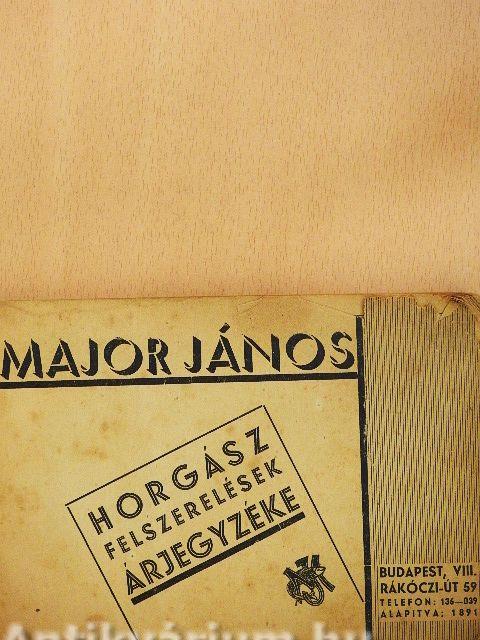 MAJOR JÁNOS
HORGÁSZ
FELSZERELÉSEK
ÁRJEGYZÉKE
BUDAPEST, VIII.
RÁKÓCZI-ÚT 59
TELEFON: 136—039
ALAPITVA: 1891
Antikvárium.hu